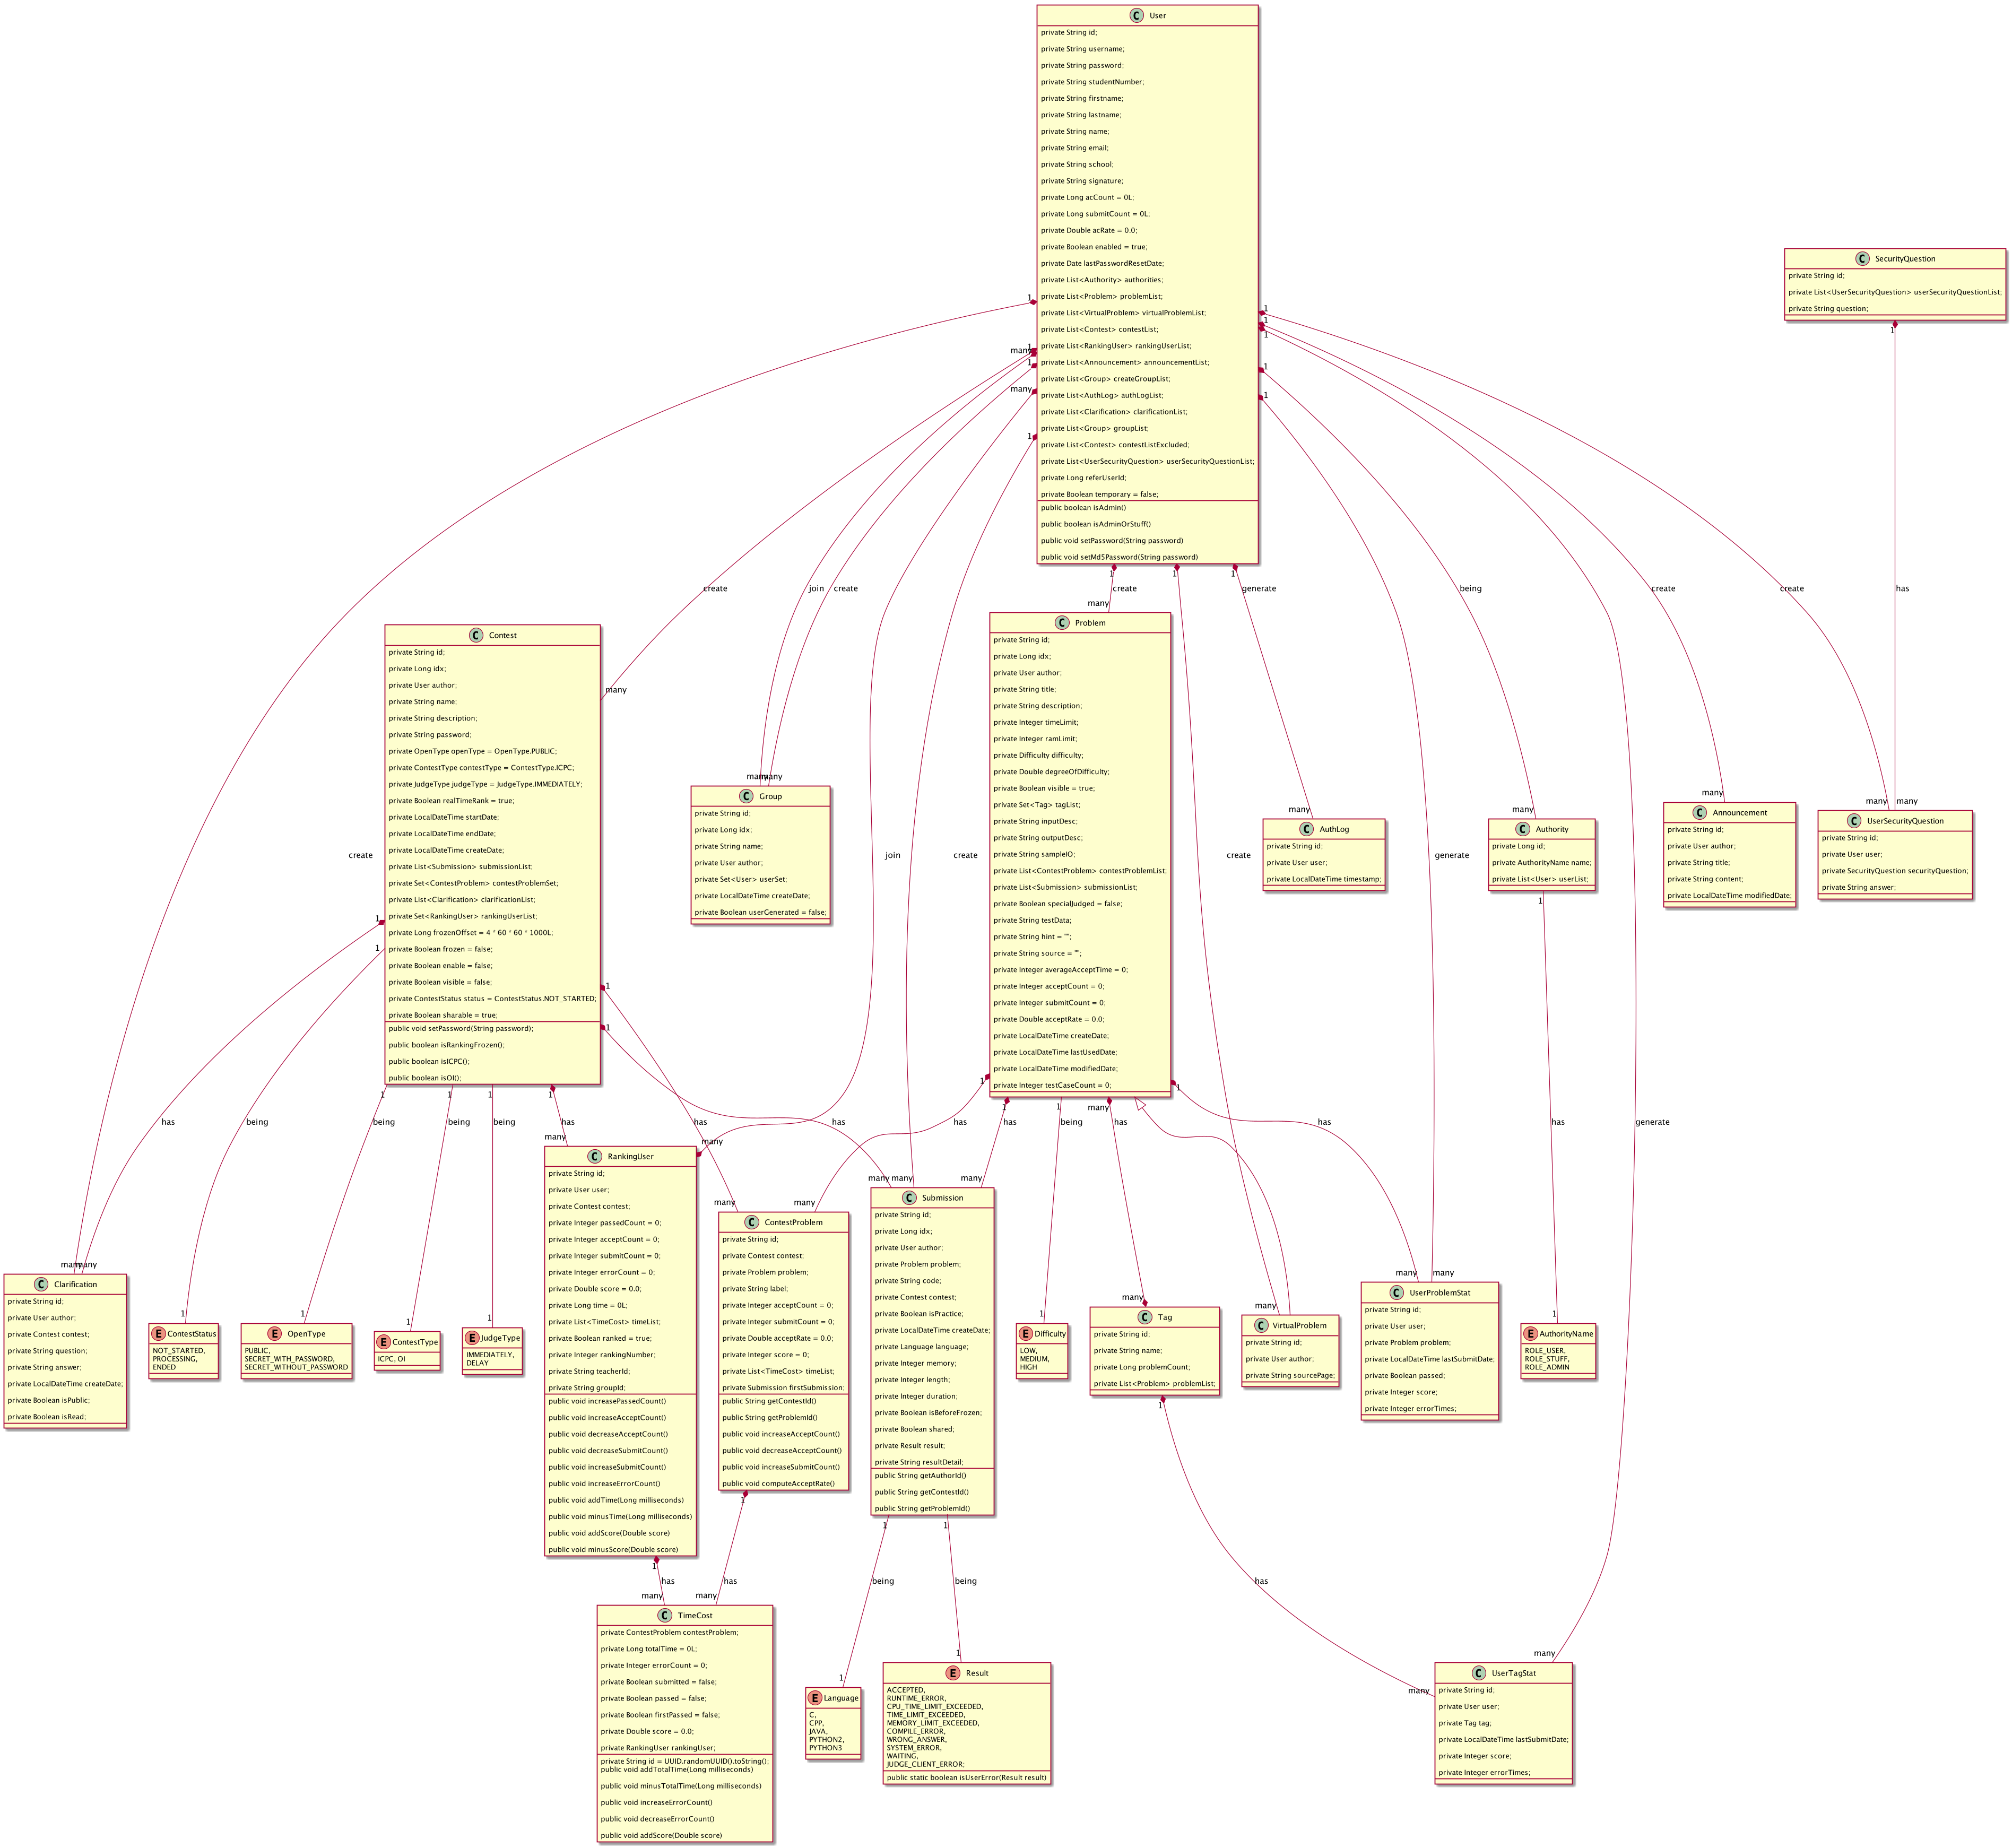 User
private String id;
private String username;
private String password;
private String studentNumber;
private String firstname;
private String lastname;
private String name;
private String email;
private String school;
private String signature;
private Long acCount = 0L;
private Long submitCount = 0L;
private Double acRate = 0.0;
private Boolean enabled = true;
private Date lastPasswordResetDate;
private List<Authority> authorities;
private List<Problem> problemList;
private List<VirtualProblem> virtualProblemList;
private List<Contest> contestList;
private List<RankingUser> rankingUserList;
private List<Announcement> announcementList;
private List<Group> createGroupList;
private List<AuthLog> authLogList;
private List<Clarification> clarificationList;
private List<Group> groupList;
private List<Contest> contestListExcluded;
private List<UserSecurityQuestion> userSecurityQuestionList;
private Long referUserId;
private Boolean temporary = false;
public boolean isAdmin()
public boolean isAdminOrStuff()
public void setPassword(String password)
public void setMd5Password(String password)
SecurityQuestion
private String id;
private List<UserSecurityQuestion> userSecurityQuestionList;
private String question;
1
1
many
1
many
1
1
1
1
1
1
1
1
1
1
create
join
create
create
generate
being
create
create
has
many
many
many
many
Contest
private String id;
private Long idx;
private User author;
private String name;
private String description;
private String password;
private OpenType openType = OpenType.PUBLIC;
private ContestType contestType = ContestType.ICPC;
private JudgeType judgeType = JudgeType.IMMEDIATELY;
private Boolean realTimeRank = true;
private LocalDateTime startDate;
private LocalDateTime endDate;
private LocalDateTime createDate;
private List<Submission> submissionList;
private Set<ContestProblem> contestProblemSet;
private List<Clarification> clarificationList;
private Set<RankingUser> rankingUserList;
private Long frozenOffset = 4 * 60 * 60 * 1000L;
private Boolean frozen = false;
private Boolean enable = false;
private Boolean visible = false;
private ContestStatus status = ContestStatus.NOT_STARTED;
private Boolean sharable = true;
public void setPassword(String password);
public boolean isRankingFrozen();
public boolean isICPC();
public boolean isOI();
Group
private String id;
private Long idx;
private String name;
private User author;
private Set<User> userSet;
private LocalDateTime createDate;
private Boolean userGenerated = false;
Problem
private String id;
private Long idx;
private User author;
private String title;
private String description;
private Integer timeLimit;
private Integer ramLimit;
private Difficulty difficulty;
private Double degreeOfDifficulty;
private Boolean visible = true;
private Set<Tag> tagList;
private String inputDesc;
private String outputDesc;
private String sampleIO;
private List<ContestProblem> contestProblemList;
private List<Submission> submissionList;
private Boolean specialJudged = false;
private String testData;
private String hint = "";
private String source = "";
private Integer averageAcceptTime = 0;
private Integer acceptCount = 0;
private Integer submitCount = 0;
private Double acceptRate = 0.0;
private LocalDateTime createDate;
private LocalDateTime lastUsedDate;
private LocalDateTime modifiedDate;
private Integer testCaseCount = 0;
many
AuthLog
private String id;
private User user;
private LocalDateTime timestamp;
many
Authority
private Long id;
private AuthorityName name;
private List<User> userList;
many
Announcement
private String id;
private User author;
private String title;
private String content;
private LocalDateTime modifiedDate;
many
many
UserSecurityQuestion
private String id;
private User user;
private SecurityQuestion securityQuestion;
private String answer;
create
join
create
create
generate
1
1
1
1
1
1
1
1
1
1
1
many
1
1
has
being
being
being
being
has
has
has
has
has
being
has
has
has
generate
many
many
many
many
many
many
many
many
many
many
many
many
Clarification
private String id;
private User author;
private Contest contest;
private String question;
private String answer;
private LocalDateTime createDate;
private Boolean isPublic;
private Boolean isRead;
1
ContestStatus
NOT_STARTED,
PROCESSING,
ENDED
1
OpenType
PUBLIC,
SECRET_WITH_PASSWORD,
SECRET_WITHOUT_PASSWORD
1
ContestType
ICPC, OI
1
JudgeType
IMMEDIATELY,
DELAY
RankingUser
private String id;
private User user;
private Contest contest;
private Integer passedCount = 0;
private Integer acceptCount = 0;
private Integer submitCount = 0;
private Integer errorCount = 0;
private Double score = 0.0;
private Long time = 0L;
private List<TimeCost> timeList;
private Boolean ranked = true;
private Integer rankingNumber;
private String teacherId;
private String groupId;
public void increasePassedCount()
public void increaseAcceptCount()
public void decreaseAcceptCount()
public void decreaseSubmitCount()
public void increaseSubmitCount()
public void increaseErrorCount()
public void addTime(Long milliseconds)
public void minusTime(Long milliseconds)
public void addScore(Double score)
public void minusScore(Double score)
ContestProblem
private String id;
private Contest contest;
private Problem problem;
private String label;
private Integer acceptCount = 0;
private Integer submitCount = 0;
private Double acceptRate = 0.0;
private Integer score = 0;
private List<TimeCost> timeList;
private Submission firstSubmission;
public String getContestId()
public String getProblemId()
public void increaseAcceptCount()
public void decreaseAcceptCount()
public void increaseSubmitCount()
public void computeAcceptRate()
Submission
private String id;
private Long idx;
private User author;
private Problem problem;
private String code;
private Contest contest;
private Boolean isPractice;
private LocalDateTime createDate;
private Language language;
private Integer memory;
private Integer length;
private Integer duration;
private Boolean isBeforeFrozen;
private Boolean shared;
private Result result;
private String resultDetail;
public String getAuthorId()
public String getContestId()
public String getProblemId()
1
Difficulty
LOW,
MEDIUM,
HIGH
Tag
private String id;
private String name;
private Long problemCount;
private List<Problem> problemList;
VirtualProblem
private String id;
private User author;
private String sourcePage;
UserProblemStat
private String id;
private User user;
private Problem problem;
private LocalDateTime lastSubmitDate;
private Boolean passed;
private Integer score;
private Integer errorTimes;
1
AuthorityName
ROLE_USER,
ROLE_STUFF,
ROLE_ADMIN
1
1
1
1
1
has
has
being
being
has
many
many
1
1
many
many
TimeCost
private ContestProblem contestProblem;
private Long totalTime = 0L;
private Integer errorCount = 0;
private Boolean submitted = false;
private Boolean passed = false;
private Boolean firstPassed = false;
private Double score = 0.0;
private RankingUser rankingUser;
private String id = UUID.randomUUID().toString();
public void addTotalTime(Long milliseconds)
public void minusTotalTime(Long milliseconds)
public void increaseErrorCount()
public void decreaseErrorCount()
public void addScore(Double score)
Language
C,
CPP,
JAVA,
PYTHON2,
PYTHON3
Result
ACCEPTED,
RUNTIME_ERROR,
CPU_TIME_LIMIT_EXCEEDED,
TIME_LIMIT_EXCEEDED,
MEMORY_LIMIT_EXCEEDED,
COMPILE_ERROR,
WRONG_ANSWER,
SYSTEM_ERROR,
WAITING,
JUDGE_CLIENT_ERROR;
public static boolean isUserError(Result result)
UserTagStat
private String id;
private User user;
private Tag tag;
private LocalDateTime lastSubmitDate;
private Integer score;
private Integer errorTimes;